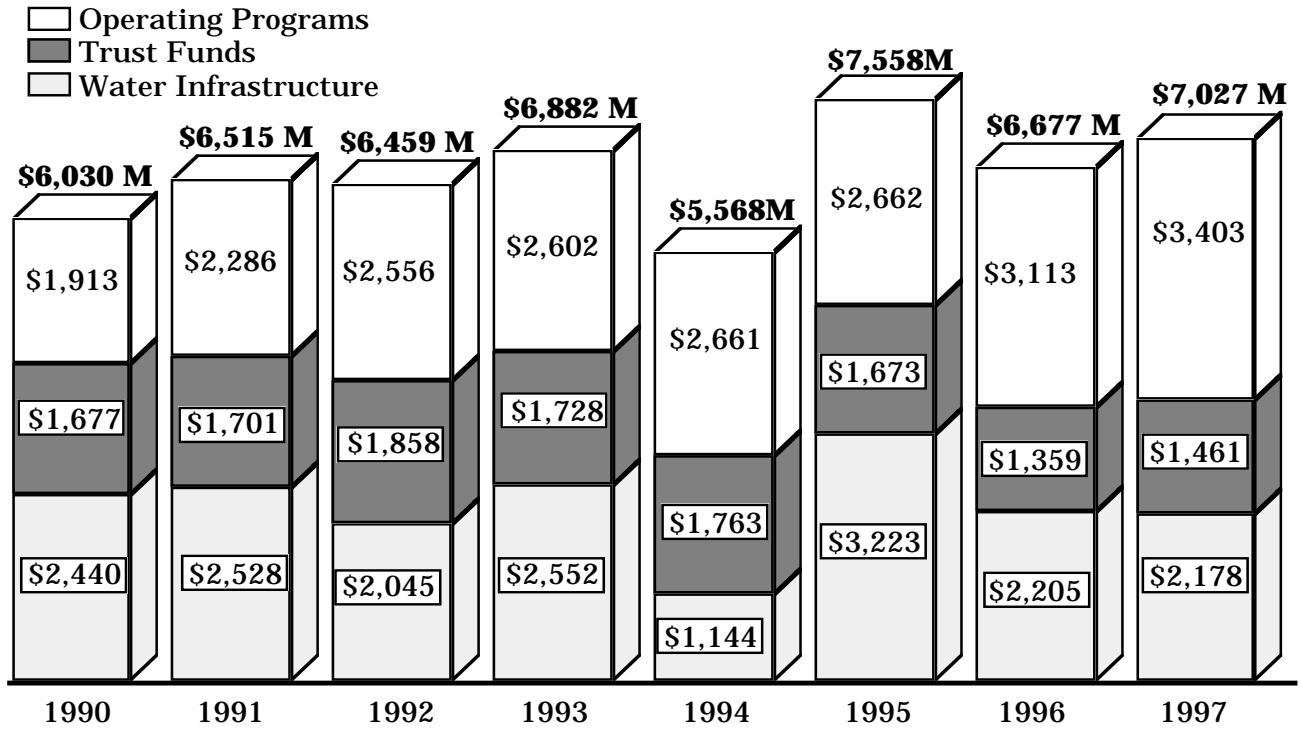 Operating Programs
Trust Funds
Water Infrastructure
$6,030 M
$6,515 M
$6,459 M
$6,882 M
$5,568M
$7,558M
$6,677 M
$7,027 M
$1,913
$2,286
$2,556
$2,602
$2,661
$2,662
$3,113
$3,403
$1,677
$1,701
$1,858
$1,728
$1,763
$1,673
$1,359
$1,461
$2,440
$2,528
$2,045
$2,552
$1,144
$3,223
$2,205
$2,178
1990 1991 1992 1993 1994 1995 1996 1997